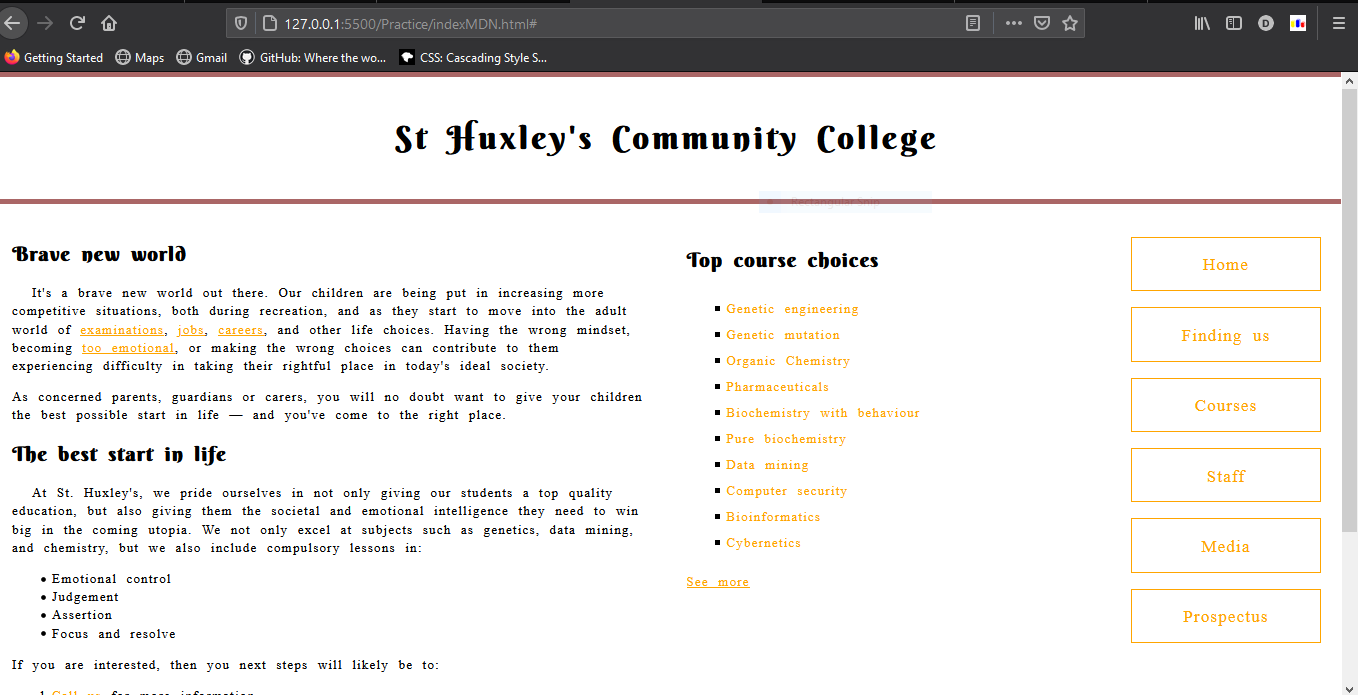 127.0.0.1:5500/Practice/indexMDN.html#
Getting Started Maps Gmail GitHub: Where the wo... CSS: Cascading Style S...
St Huxley's Community College
Rectangular Snip
Brave new world
It's a brave new world out there. Our children are being put in increasing more
competitive situations, both during recreation, and as they start to move into the adult
world of examinations, jobs, careers, and other life choices. Having the wrong mindset,
becoming too emotional, or making the wrong choices can contribute to them
experiencing difficulty in taking their rightful place in today's ideal society.
As concerned parents, guardians or carers, you will no doubt want to give your children
the best possible start in life — and you've come to the right place.
The best start in life
At St. Huxley's, we pride ourselves in not only giving our students a top quality
education, but also giving them the societal and emotional intelligence they need to win
big in the coming utopia. We not only excel at subjects such as genetics, data mining,
and chemistry, but we also include compulsory lessons in:
• Emotional control
• Judgement
• Assertion
• Focus and resolve
If you are interested, then you next steps will likely be to:
1. Call us for more information
Top course choices
▪ Genetic engineering
▪ Genetic mutation
▪ Organic Chemistry
▪ Pharmaceuticals
▪ Biochemistry with behaviour
▪ Pure biochemistry
▪ Data mining
▪ Computer security
▪ Bioinformatics
▪ Cybernetics
See more
Home
Finding us
Courses
Staff
Media
Prospectus